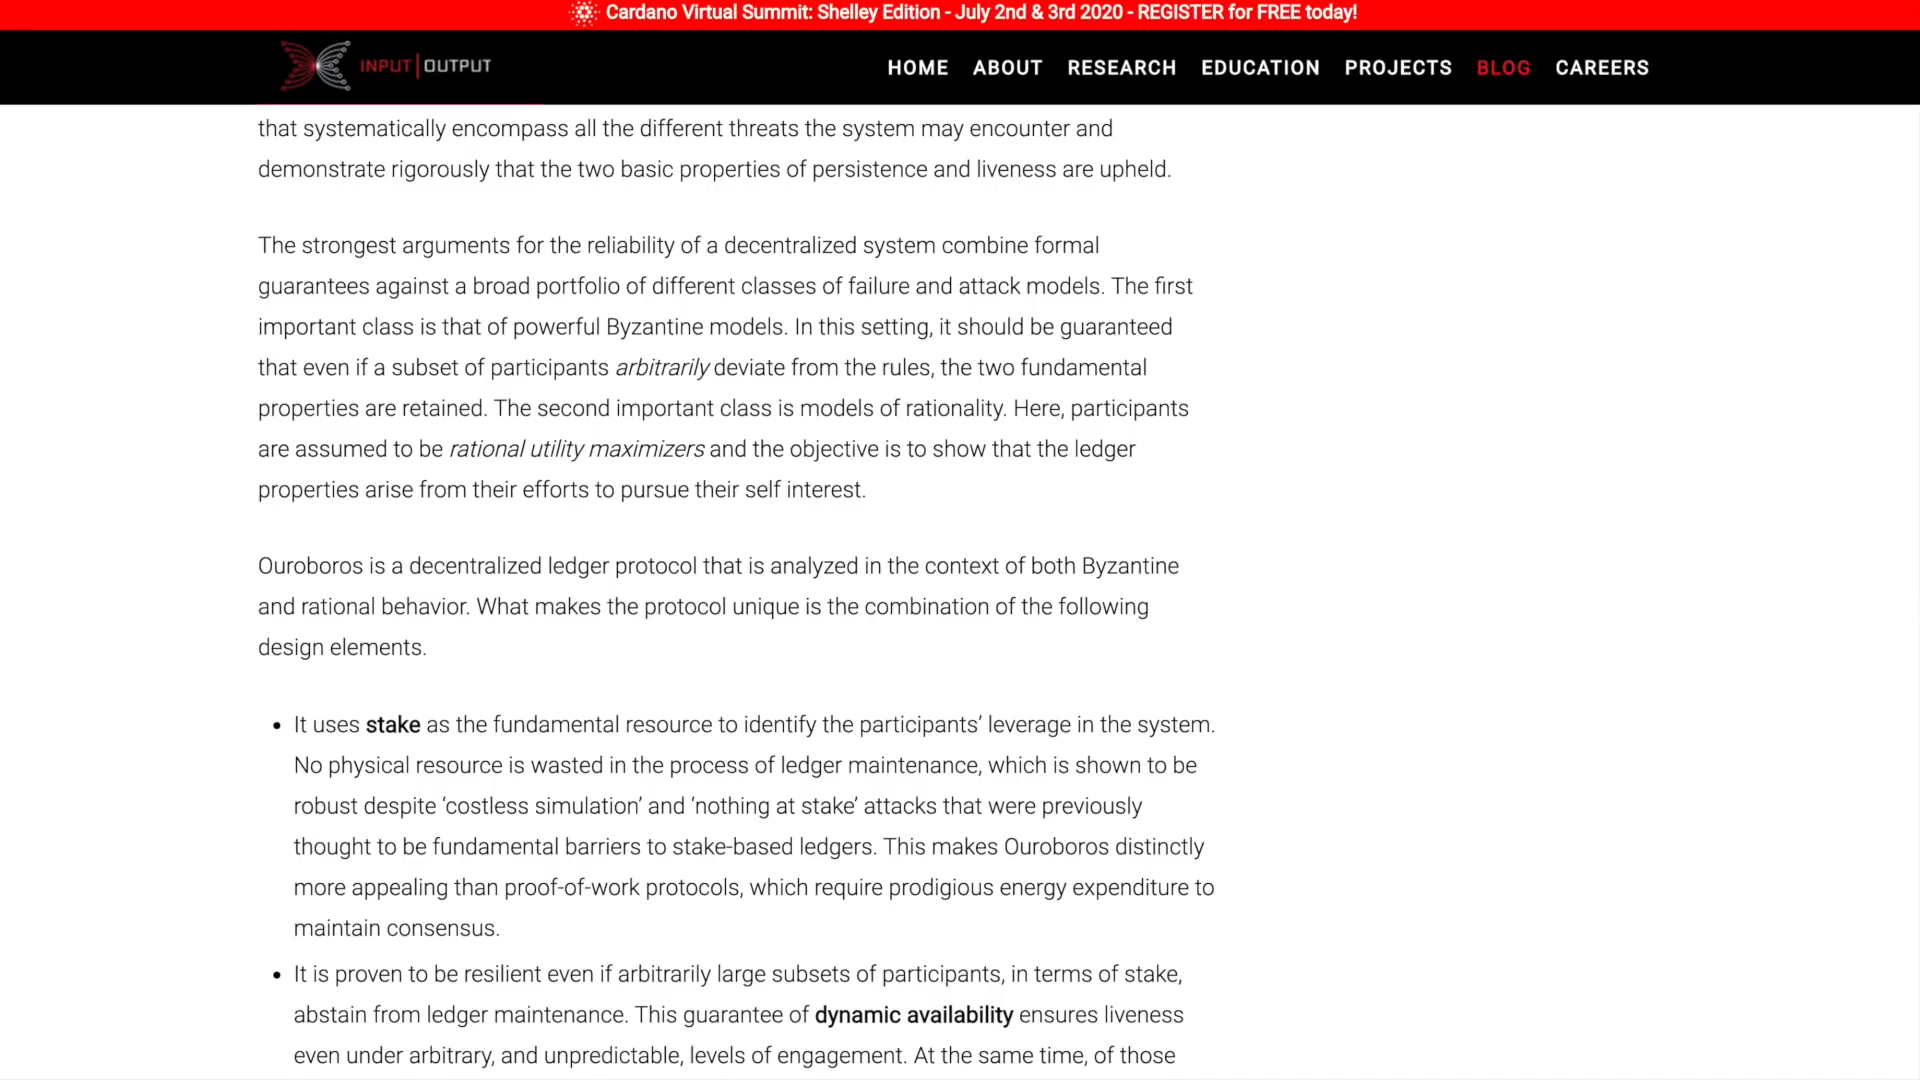 Cardano Virtual Summit: Shelley Edition - July 2nd & 3rd 2020 - REGISTER for FREE today!
INPUT|OUTPUT
HOME ABOUT RESEARCH EDUCATION PROJECTS BLOG CAREERS
that systematically encompass all the different threats the system may encounter and
demonstrate rigorously that the two basic properties of persistence and liveness are upheld.
The strongest arguments for the reliability of a decentralized system combine formal
guarantees against a broad portfolio of different classes of failure and attack models. The first
important class is that of powerful Byzantine models. In this setting, it should be guaranteed
that even if a subset of participants arbitrarily deviate from the rules, the two fundamental
properties are retained. The second important class is models of rationality. Here, participants
are assumed to be rational utility maximizers and the objective is to show that the ledger
properties arise from their efforts to pursue their self interest.
Ouroboros is a decentralized ledger protocol that is analyzed in the context of both Byzantine
and rational behavior. What makes the protocol unique is the combination of the following
design elements.
• It uses stake as the fundamental resource to identify the participants’ leverage in the system.
No physical resource is wasted in the process of ledger maintenance, which is shown to be
robust despite ‘costless simulation’ and ‘nothing at stake’ attacks that were previously
thought to be fundamental barriers to stake-based ledgers. This makes Ouroboros distinctly
more appealing than proof-of-work protocols, which require prodigious energy expenditure to
maintain consensus.
• It is proven to be resilient even if arbitrarily large subsets of participants, in terms of stake,
abstain from ledger maintenance. This guarantee of dynamic availability ensures liveness
even under arbitrary, and unpredictable, levels of engagement. At the same time, of those